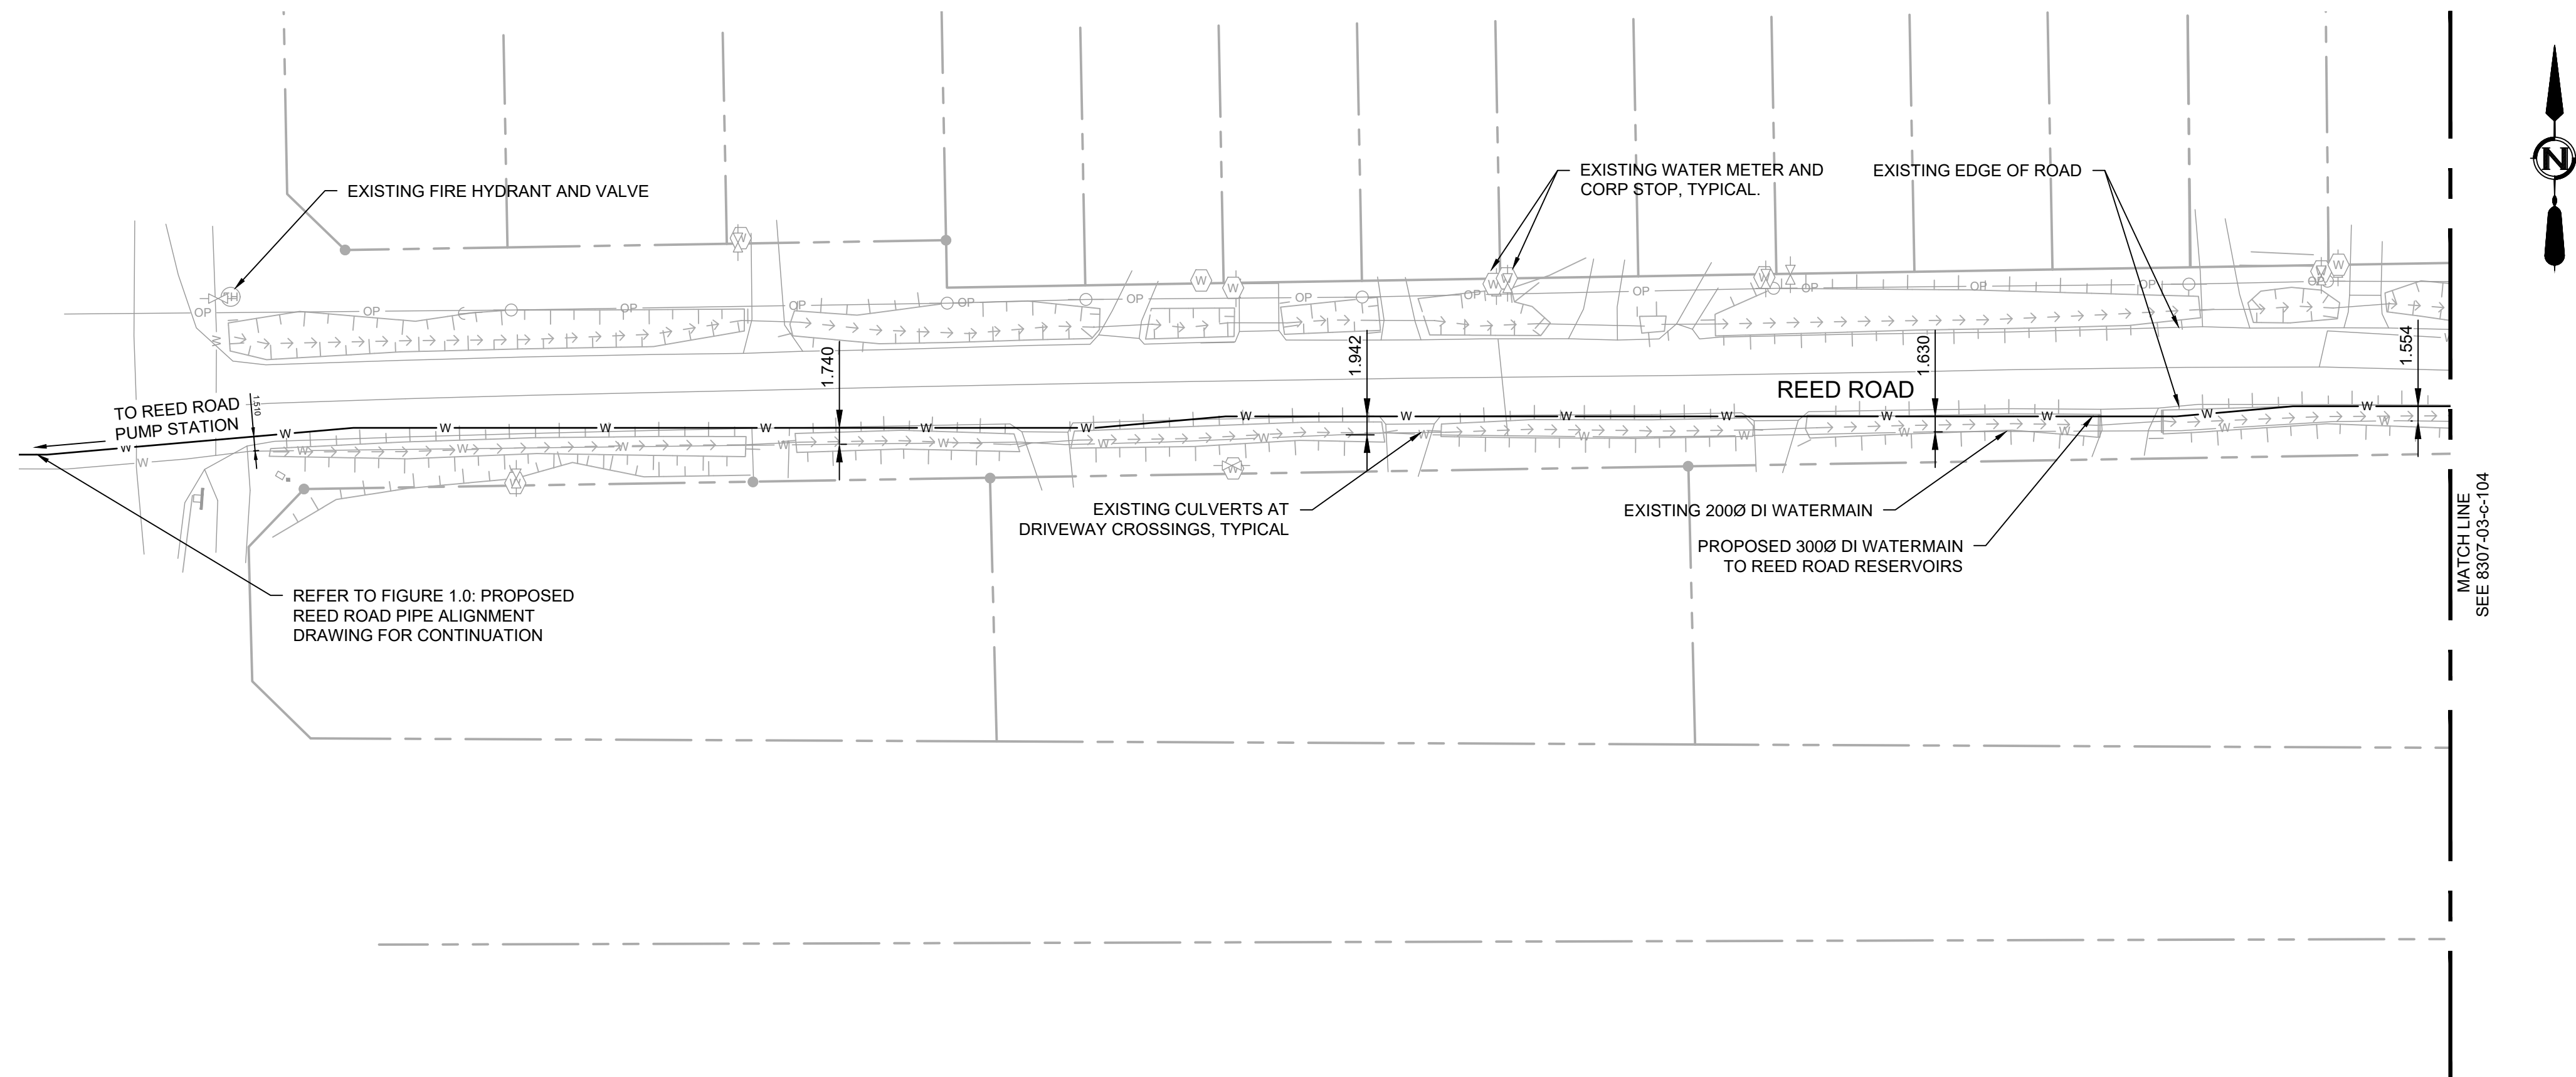 EXISTING FIRE HYDRANT AND VALVE
EXISTING WATER METER AND
CORP STOP, TYPICAL.
EXISTING EDGE OF ROAD
N
TO REED ROAD
PUMP STATION
1.510
1.740
1.942
1.630
1.554
REED ROAD
EXISTING CULVERTS AT
DRIVEWAY CROSSINGS, TYPICAL
EXISTING 200Ø DI WATERMAIN
PROPOSED 300Ø DI WATERMAIN
TO REED ROAD RESERVOIRS
REFER TO FIGURE 1.0: PROPOSED
REED ROAD PIPE ALIGNMENT
DRAWING FOR CONTINUATION
MATCH LINE
SEE 8307-03-c-104
OP OP OP OP OP OP OP OP OP OP OP OP OP
W W W W W W W W W W W W W W W